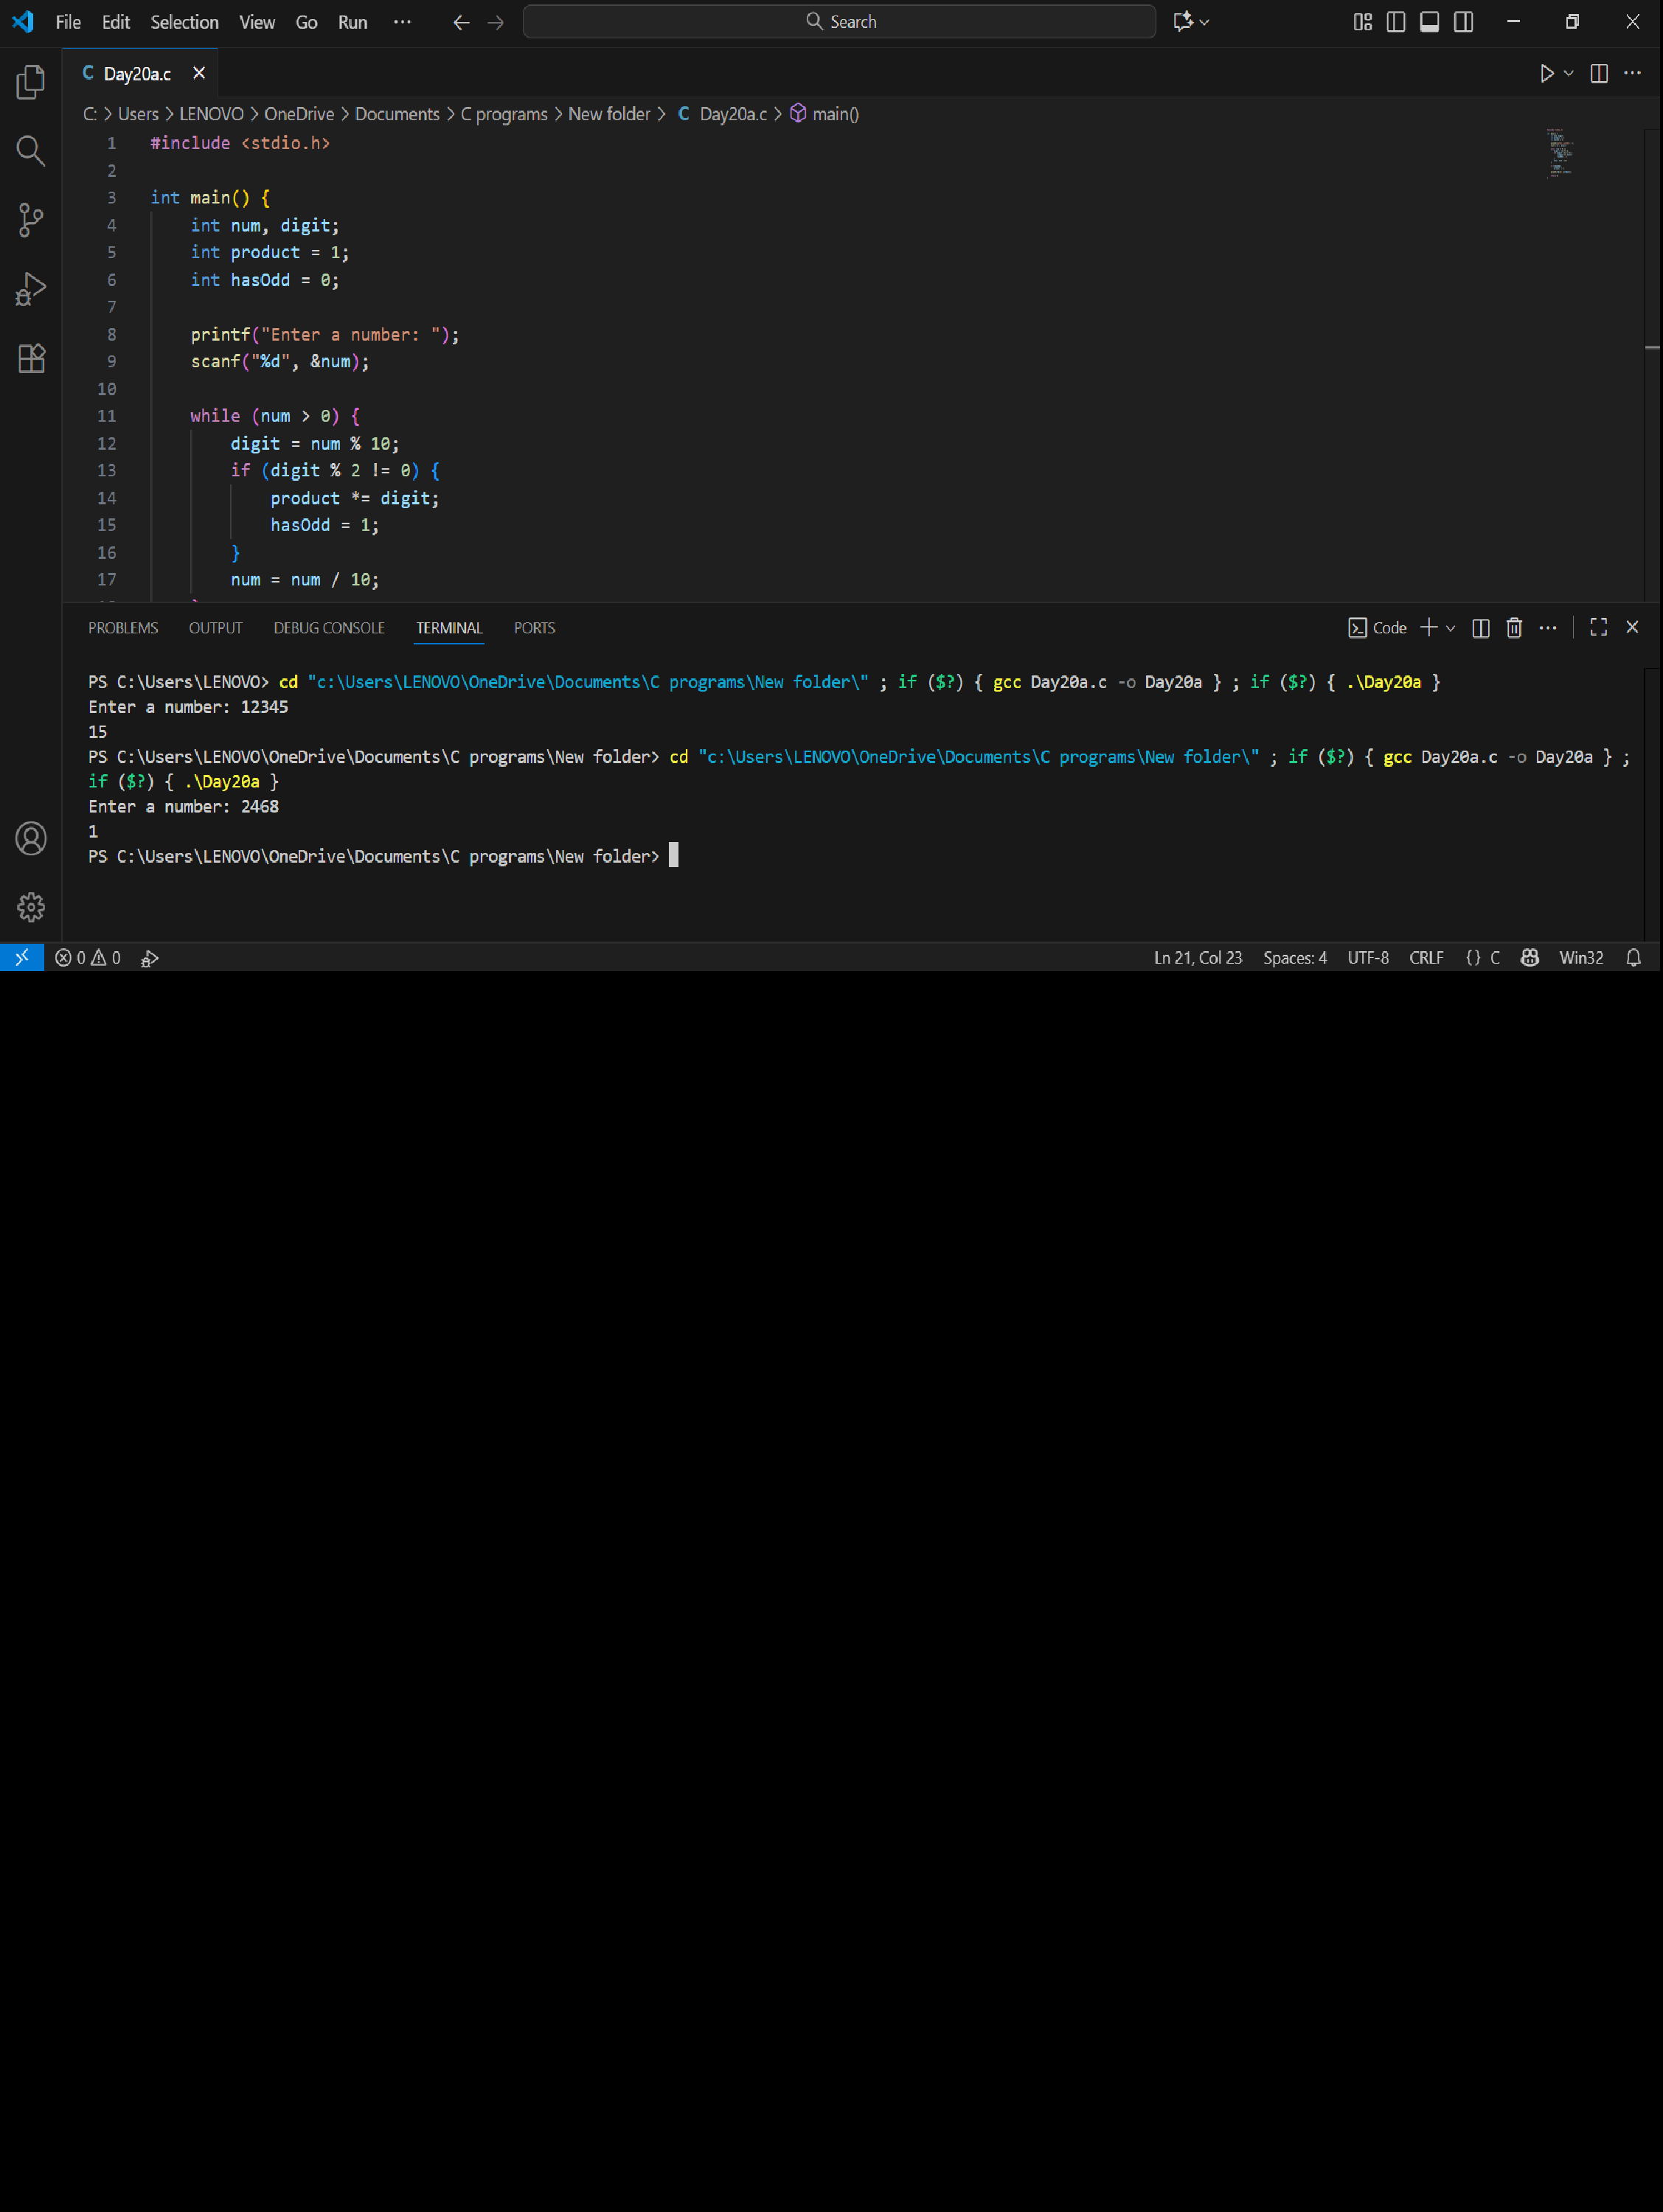 File Edit Selection View Go Run ··· Search
C Day20a.c
C: > Users > LENOVO > OneDrive > Documents > C programs > New folder > C Day20a.c > main()
1 #include <stdio.h>
2
3 int main() {
4 int num, digit;
5 int product = 1;
6 int hasOdd = 0;
7
8 printf("Enter a number: ");
9 scanf("%d", &num);
10
11 while (num > 0) {
12 digit = num % 10;
13 if (digit % 2 != 0) {
14 product *= digit;
15 hasOdd = 1;
16 }
17 num = num / 10;
PROBLEMS OUTPUT DEBUG CONSOLE TERMINAL PORTS Code
PS C:\Users\LENOVO> cd "c:\Users\LENOVO\OneDrive\Documents\C programs\New folder\" ; if ($?) { gcc Day20a.c -o Day20a } ; if ($?) { .\Day20a }
Enter a number: 12345
15
PS C:\Users\LENOVO\OneDrive\Documents\C programs\New folder> cd "c:\Users\LENOVO\OneDrive\Documents\C programs\New folder\" ; if ($?) { gcc Day20a.c -o Day20a } ;
if ($?) { .\Day20a }
Enter a number: 2468
1
PS C:\Users\LENOVO\OneDrive\Documents\C programs\New folder>
0 0 Ln 21, Col 23 Spaces: 4 UTF-8 CRLF {} C Win32